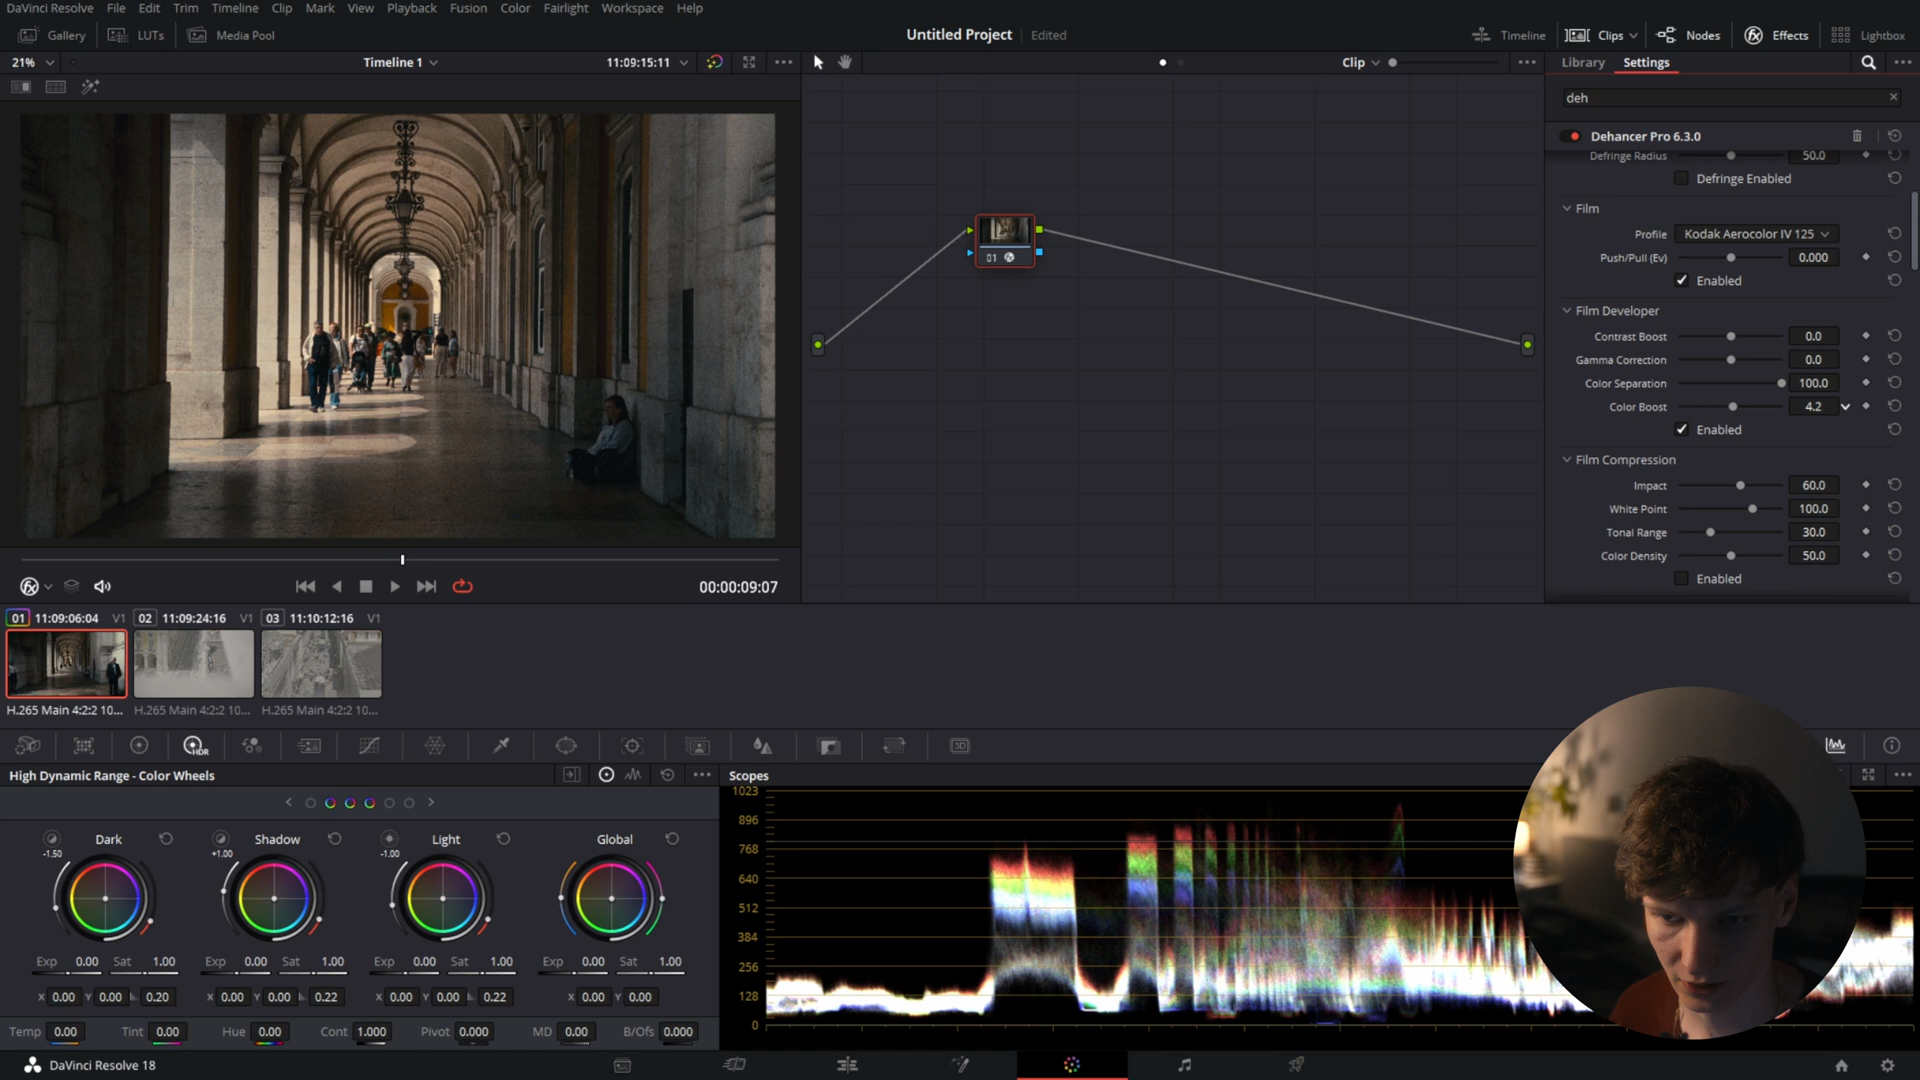 DaVinci Resolve File Edit Trim Timeline Clip Mark View Playback Fusion Color Fairlight Workspace Help
Gallery LUTs Media Pool Untitled Project Edited Timeline Clips Nodes Effects Lightbox
21% Timeline 1 11:09:15:11 Clip Library Settings
deh
Dehancer Pro 6.3.0
Defringe Radius 50.0
Defringe Enabled
Film
Profile Kodak Aerocolor IV 125
Push/Pull (Ev) 0.000
Enabled
Film Developer
Contrast Boost 0.0
Gamma Correction 0.0
Color Separation 100.0
Color Boost 4.2
Enabled
Film Compression
Impact 60.0
White Point 100.0
Tonal Range 30.0
Color Density 50.0
Enabled
01
00:00:09:07
01 11:09:06:04 V1 02 11:09:24:16 V1 03 11:10:12:16 V1
H.265 Main 4:2:2 10... H.265 Main 4:2:2 10... H.265 Main 4:2:2 10...
HDR
3D
High Dynamic Range - Color Wheels
Dark Shadow Light Global
-1.50 +1.00 -1.00
Exp 0.00 Sat 1.00 Exp 0.00 Sat 1.00 Exp 0.00 Sat 1.00 Exp 0.00 Sat 1.00
X 0.00 Y 0.00 0.20 X 0.00 Y 0.00 0.22 X 0.00 Y 0.00 0.22 X 0.00 Y 0.00
Temp 0.00 Tint 0.00 Hue 0.00 Cont 1.000 Pivot 0.000 MD 0.00 B/Ofs 0.000
Scopes
1023
896
768
640
512
384
256
128
0
DaVinci Resolve 18